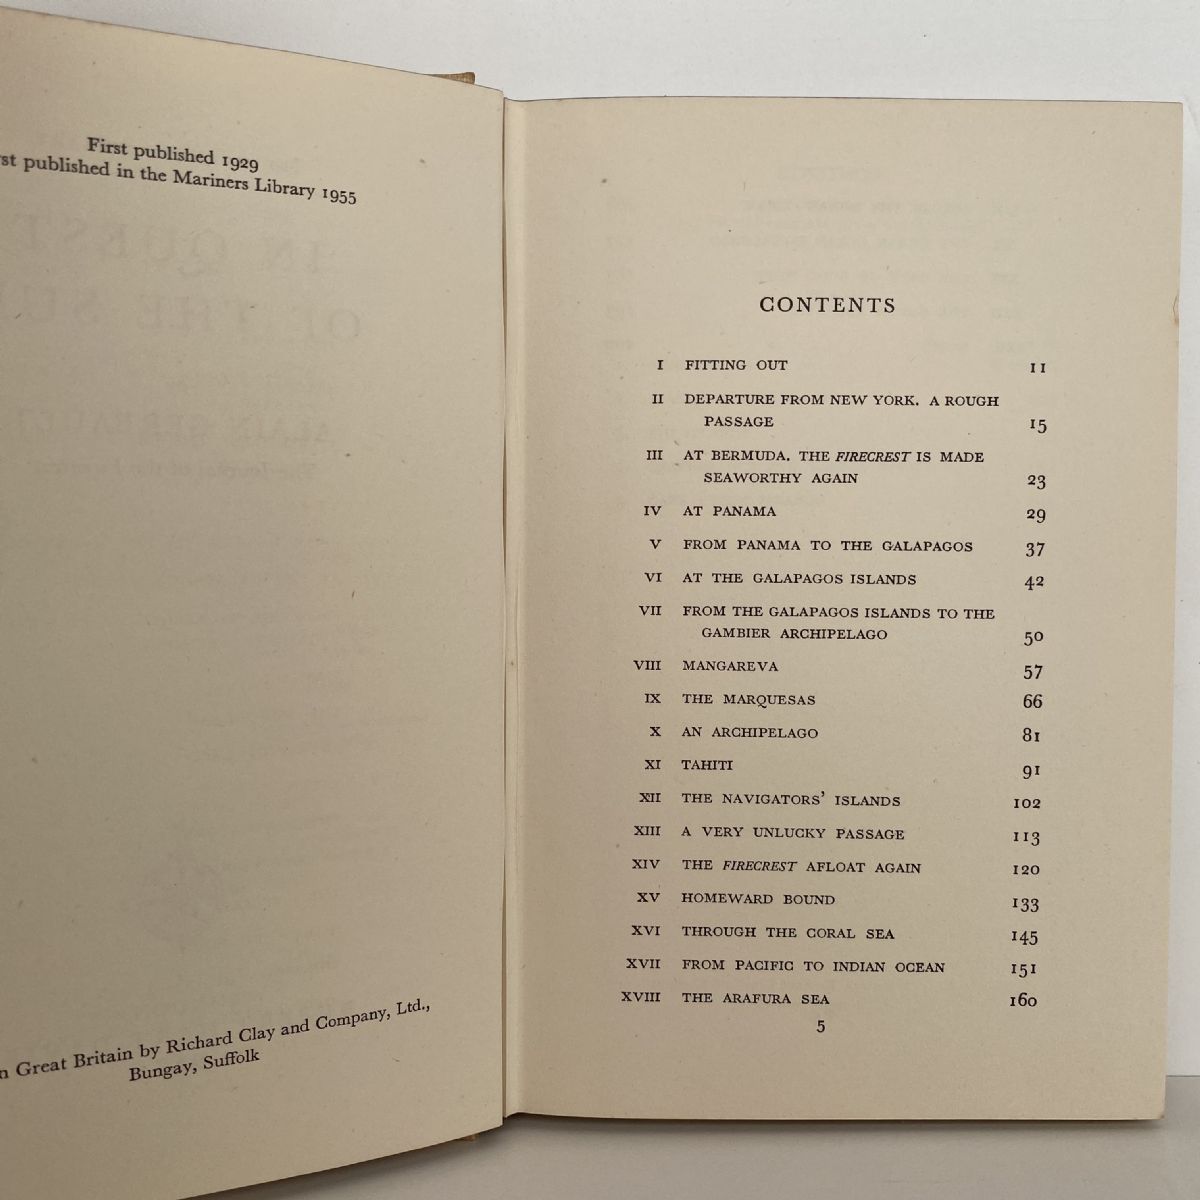 First published 1929
st published in the Mariners Library 1955
n Great Britain by Richard Clay and Company, Ltd.,
Bungay, Suffolk
CONTENTS
I FITTING OUT 11
II DEPARTURE FROM NEW YORK. A ROUGH
PASSAGE 15
III AT BERMUDA. THE FIRECREST IS MADE
SEAWORTHY AGAIN 23
IV AT PANAMA 29
V FROM PANAMA TO THE GALAPAGOS 37
VI AT THE GALAPAGOS ISLANDS 42
VII FROM THE GALAPAGOS ISLANDS TO THE
GAMBIER ARCHIPELAGO 50
VIII MANGAREVA 57
IX THE MARQUESAS 66
X AN ARCHIPELAGO 81
XI TAHITI 91
XII THE NAVIGATORS' ISLANDS 102
XIII A VERY UNLUCKY PASSAGE 113
XIV THE FIRECREST AFLOAT AGAIN 120
XV HOMEWARD BOUND 133
XVI THROUGH THE CORAL SEA 145
XVII FROM PACIFIC TO INDIAN OCEAN 151
XVIII THE ARAFURA SEA 160
5